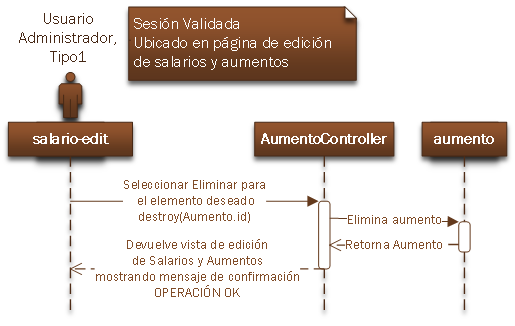 Usuario
Administrador,
Tipo1
Sesión Validada
Ubicado en página de edición
de salarios y aumentos
salario-edit
AumentoController
aumento
Seleccionar Eliminar para
el elemento deseado
destroy(Aumento.id)
Elimina aumento
Retorna Aumento
Devuelve vista de edición
de Salarios y Aumentos
mostrando mensaje de confirmación
OPERACIÓN OK